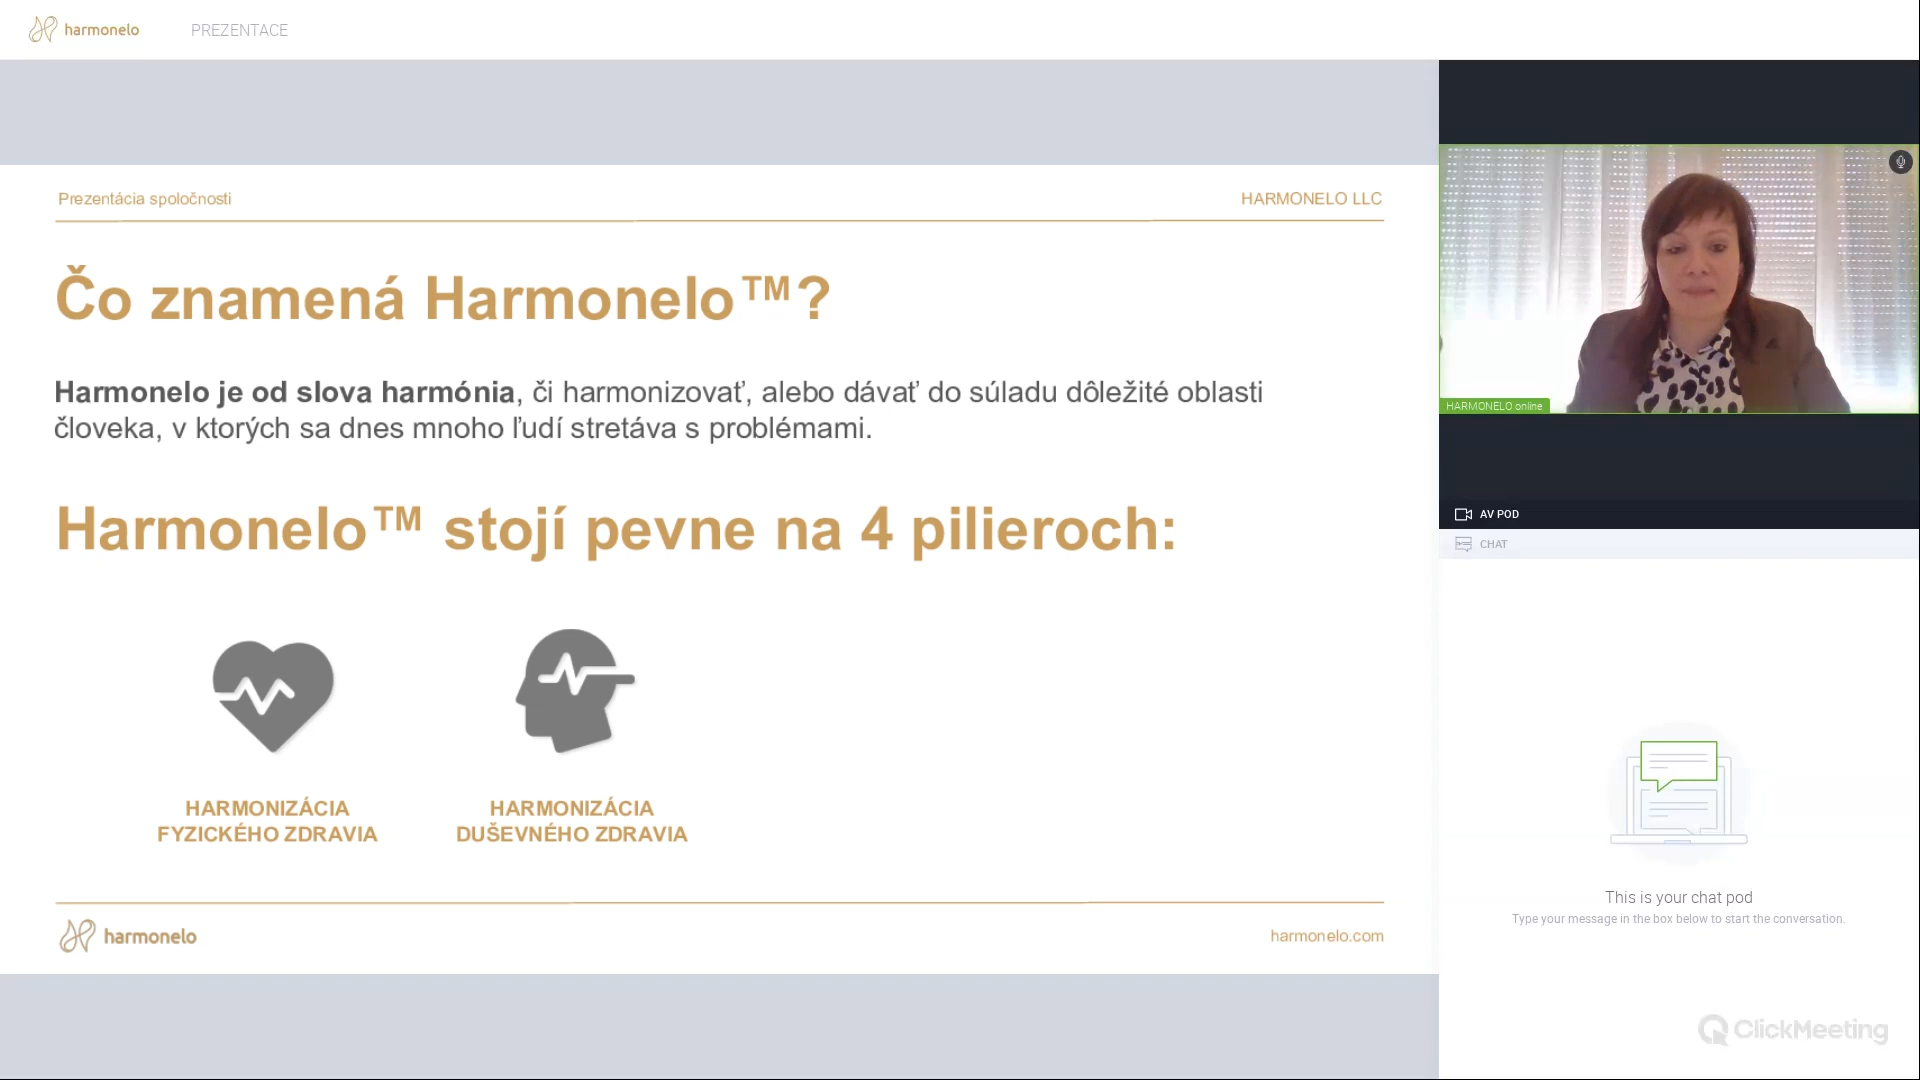 harmonelo
PREZENTACE
Prezentácia spoločnosti
HARMONELO LLC
Čo znamená Harmonelo™?
Harmonelo je od slova harmónia, či harmonizovať, alebo dávať do súladu dôležité oblasti
človeka, v ktorých sa dnes mnoho ľudí stretáva s problémami.
Harmonelo™ stojí pevne na 4 pilieroch:
HARMONIZÁCIA
FYZICKÉHO ZDRAVIA
HARMONIZÁCIA
DUŠEVNÉHO ZDRAVIA
harmonelo
harmonelo.com
HARMONELO online
AV POD
CHAT
This is your chat pod
Type your message in the box below to start the conversation.
ClickMeeting